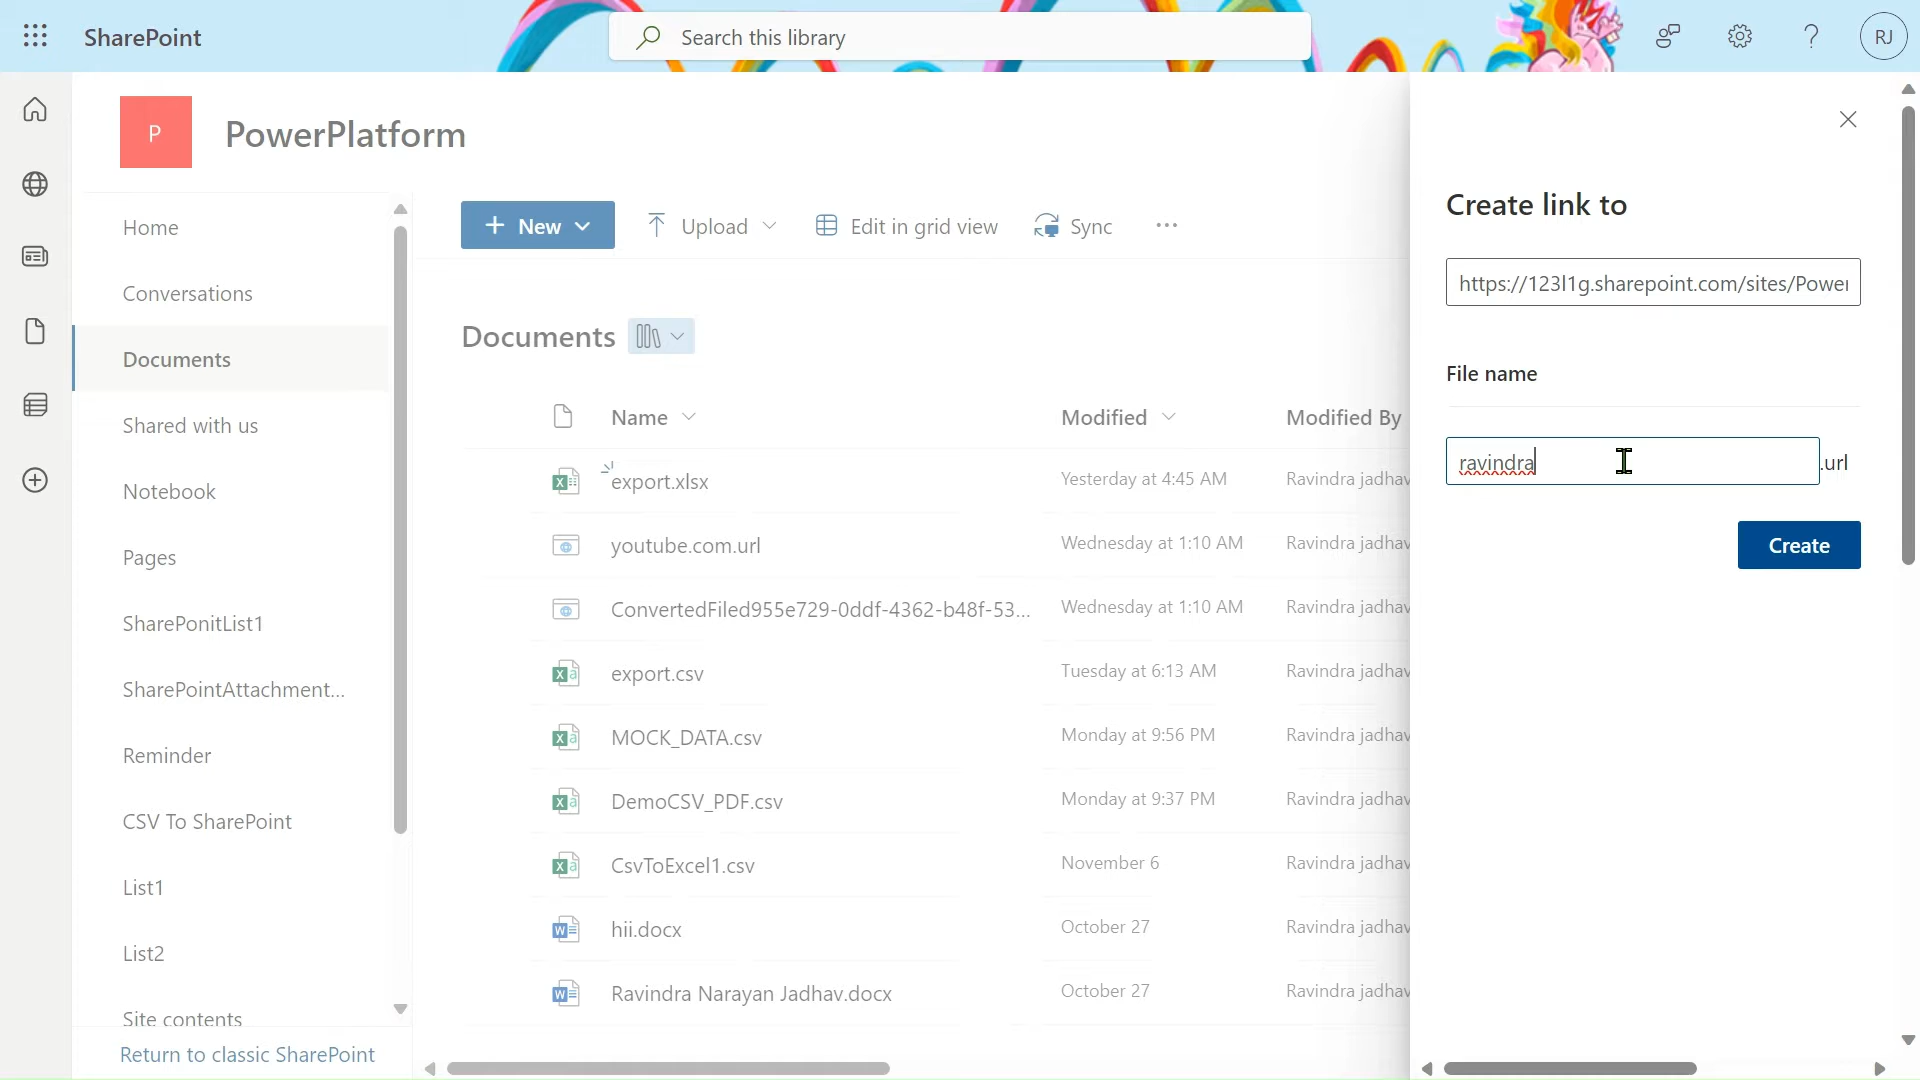 SharePoint
Search this library
RJ
P
PowerPlatform
Home
Conversations
Documents
Shared with us
Notebook
Pages
SharePonitList1
SharePointAttachment...
Reminder
CSV To SharePoint
List1
List2
Site contents
Return to classic SharePoint
New
Upload
Edit in grid view
Sync
Documents
Name Modified Modified By
export.xlsx Yesterday at 4:45 AM Ravindra jadhav
youtube.com.url Wednesday at 1:10 AM Ravindra jadhav
ConvertedFiled955e729-0ddf-4362-b48f-53... Wednesday at 1:10 AM Ravindra jadhav
export.csv Tuesday at 6:13 AM Ravindra jadhav
MOCK_DATA.csv Monday at 9:56 PM Ravindra jadhav
DemoCSV_PDF.csv Monday at 9:37 PM Ravindra jadhav
CsvToExcel1.csv November 6 Ravindra jadhav
hii.docx October 27 Ravindra jadhav
Ravindra Narayan Jadhav.docx October 27 Ravindra jadhav
Create link to
https://123l1g.sharepoint.com/sites/Power
File name
ravindra .url
Create